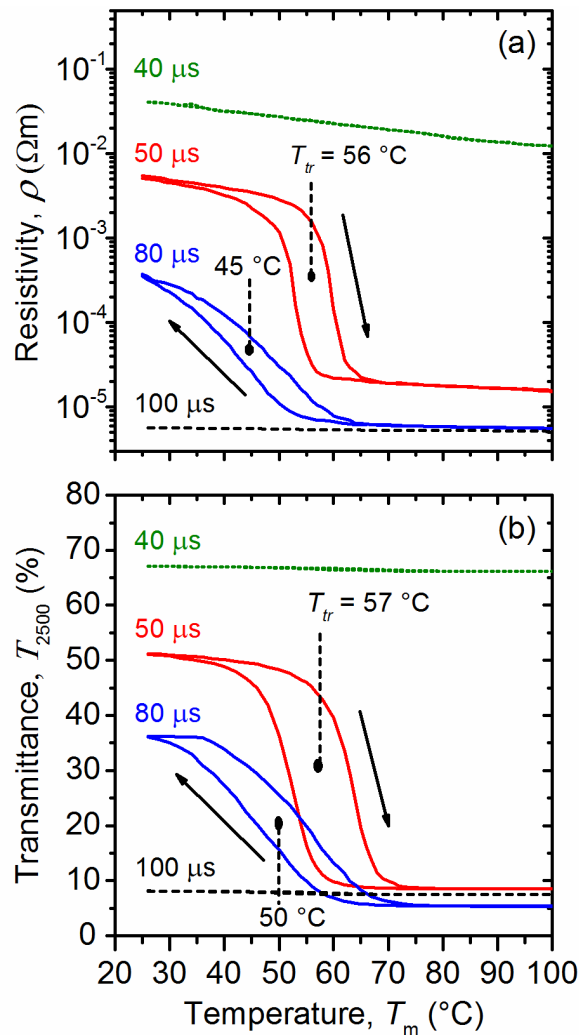 (a)
10⁻¹
10⁻²
10⁻³
10⁻⁴
10⁻⁵
Resistivity, ρ (Ωm)
40 μs
50 μs
T_tr = 56 °C
80 μs
45 °C
100 μs
(b)
80
70
60
50
40
30
20
10
0
Transmittance, T_2500 (%)
40 μs
T_tr = 57 °C
50 μs
80 μs
100 μs
50 °C
20 30 40 50 60 70 80 90 100
Temperature, T_m (°C)